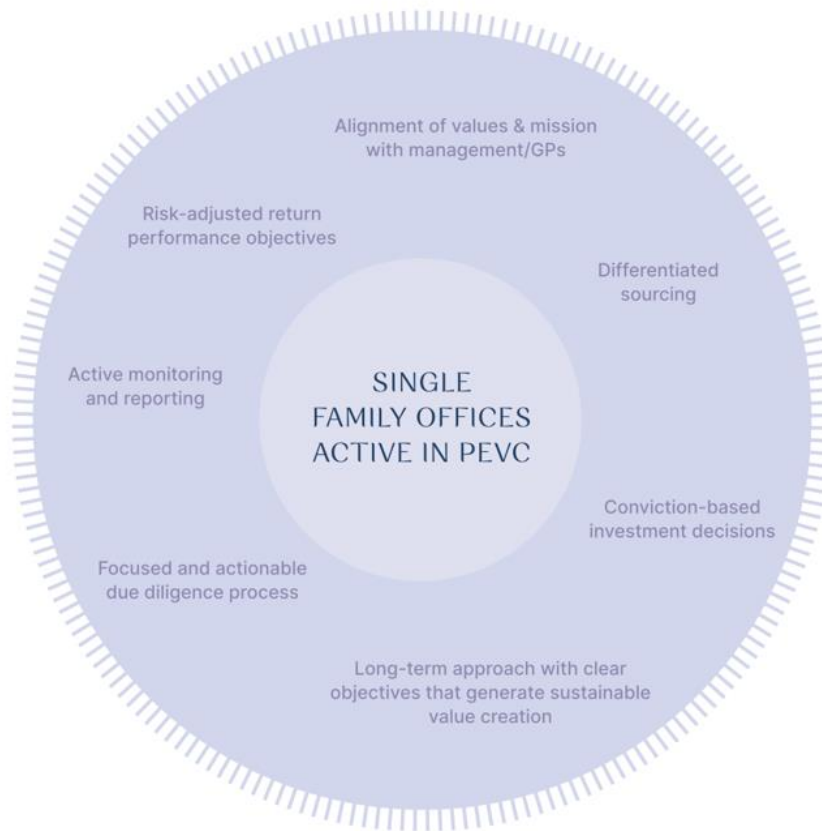 Alignment of values & mission
with management/GPs
Risk-adjusted return
performance objectives
Differentiated
sourcing
Active monitoring
and reporting
SINGLE
FAMILY OFFICES
ACTIVE IN PEVC
Conviction-based
investment decisions
Focused and actionable
due diligence process
Long-term approach with clear
objectives that generate sustainable
value creation